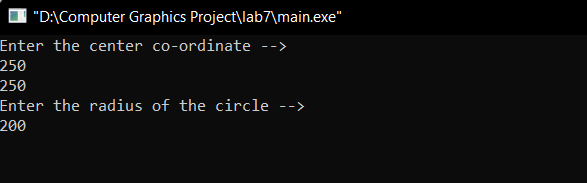 "D:\Computer Graphics Project\lab7\main.exe"
Enter the center co-ordinate -->
250
250
Enter the radius of the circle -->
200